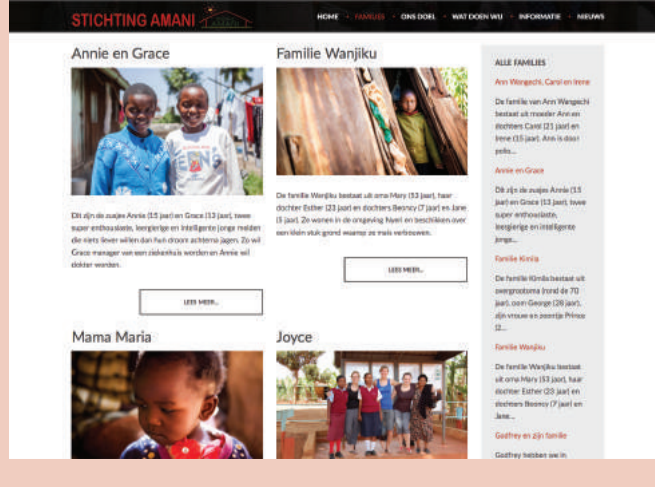 STICHTING AMANI
HOME FAMILIES ONS DOEL WAT DOEN WIJ INFORMATIE NIEUWS
Annie en Grace
Dit zijn de zusjes Annie (15 jaar) en Grace (13 jaar), twee
super enthousiaste, leergierige en intelligente jonge meiden
die niets liever willen dan hun droom achterna jagen. Zo wil
Grace manager van een ziekenhuis worden en Annie wil
dokter worden.
LEES MEER...
Familie Wanjiku
De familie Wanjiku bestaat uit oma Mary (53 jaar), haar
dochter Esther (23 jaar) en dochters Beoncy (7 jaar) en Jane
(5 jaar). Ze wonen in de omgeving Nyeri en beschikken over
een klein stuk grond waarop ze mais verbouwen.
LEES MEER...
Mama Maria
Joyce
ALLE FAMILIES
Ann Wangechi, Carol en Irene
De familie van Ann Wangechi
bestaat uit moeder Ann en
dochters Carol (21 jaar) en
Irene (15 jaar). Ann is door
polio...
Annie en Grace
Dit zijn de zusjes Annie (15
jaar) en Grace (13 jaar), twee
super enthousiaste,
leergierige en intelligente
jonge...
Familie Kimila
De familie Kimila bestaat uit
overgrootoma (rond de 70
jaar), oom George (28 jaar),
zijn vrouw en zoontje Prince
(2...
Familie Wanjiku
De familie Wanjiku bestaat
uit oma Mary (53 jaar), haar
dochter Esther (23 jaar) en
dochters Beoncy (7 jaar) en
Jane...
Godfrey en zijn familie
Godfrey hebben we in